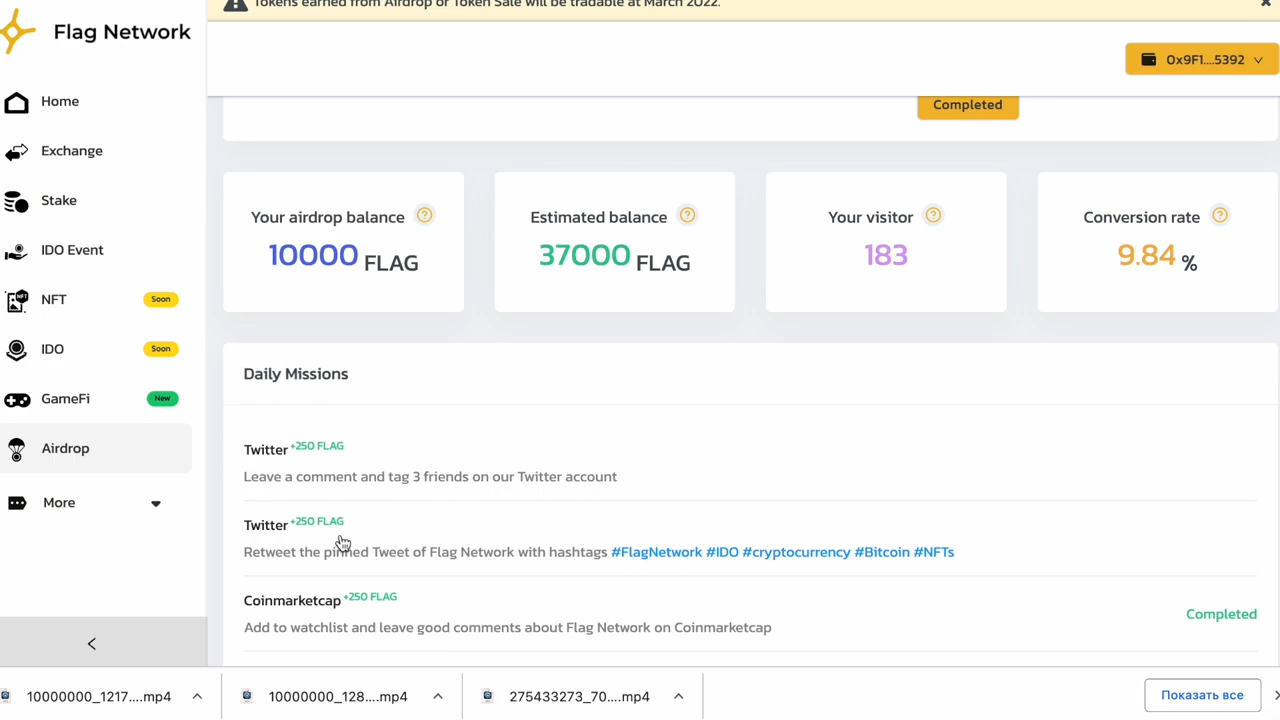 Tokens earned from Airdrop or Token Sale will be tradable at March 2022.
Flag Network
0x9F1....5392
Home
Completed
Exchange
Stake
Your airdrop balance
10000 FLAG
Estimated balance
37000 FLAG
Your visitor
183
Conversion rate
9.84 %
IDO Event
NFT Soon
IDO Soon
GameFi New
Airdrop
More
Daily Missions
Twitter +250 FLAG
Leave a comment and tag 3 friends on our Twitter account
Twitter +250 FLAG
Retweet the pinned Tweet of Flag Network with hashtags #FlagNetwork #IDO #cryptocurrency #Bitcoin #NFTs
Coinmarketcap +250 FLAG
Add to watchlist and leave good comments about Flag Network on Coinmarketcap
Completed
10000000_1217....mp4
10000000_128....mp4
275433273_70....mp4
Показать все